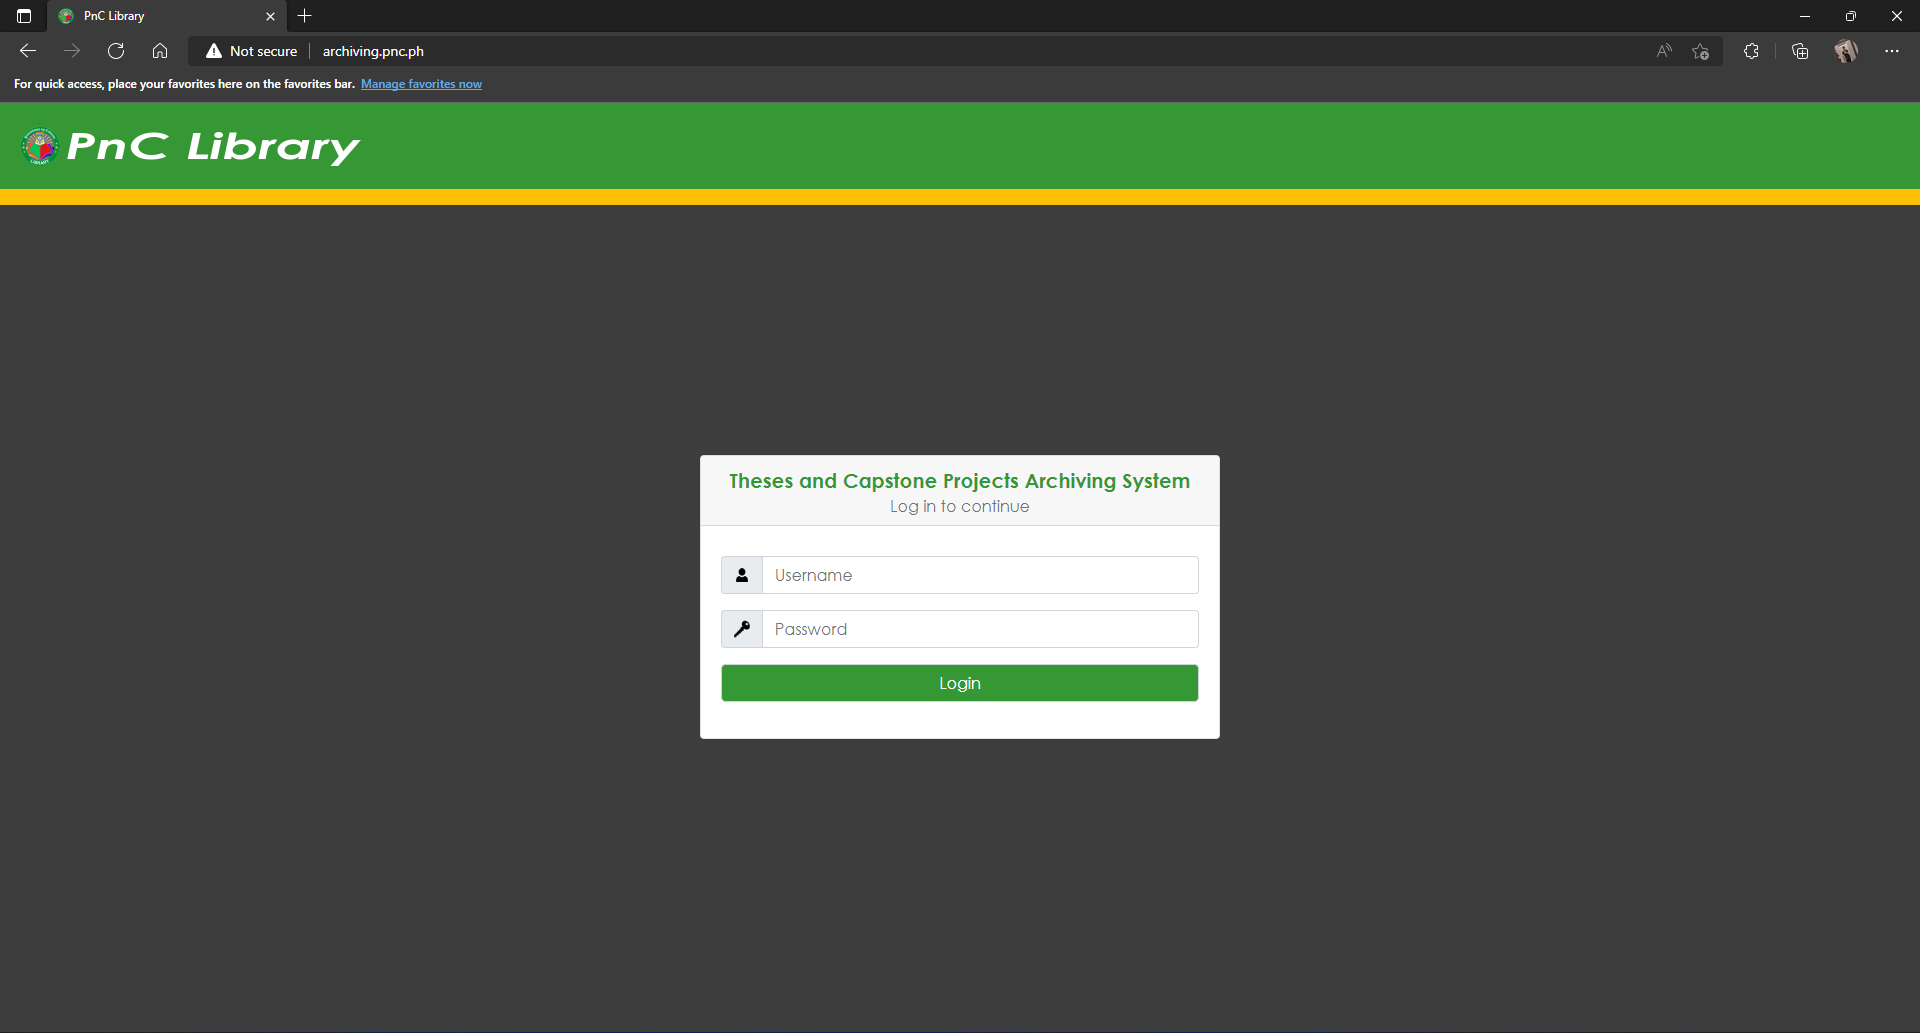 PnC Library
Not secure
archiving.pnc.ph
For quick access, place your favorites here on the favorites bar. Manage favorites now
PnC Library
Theses and Capstone Projects Archiving System
Log in to continue
Username
Password
Login